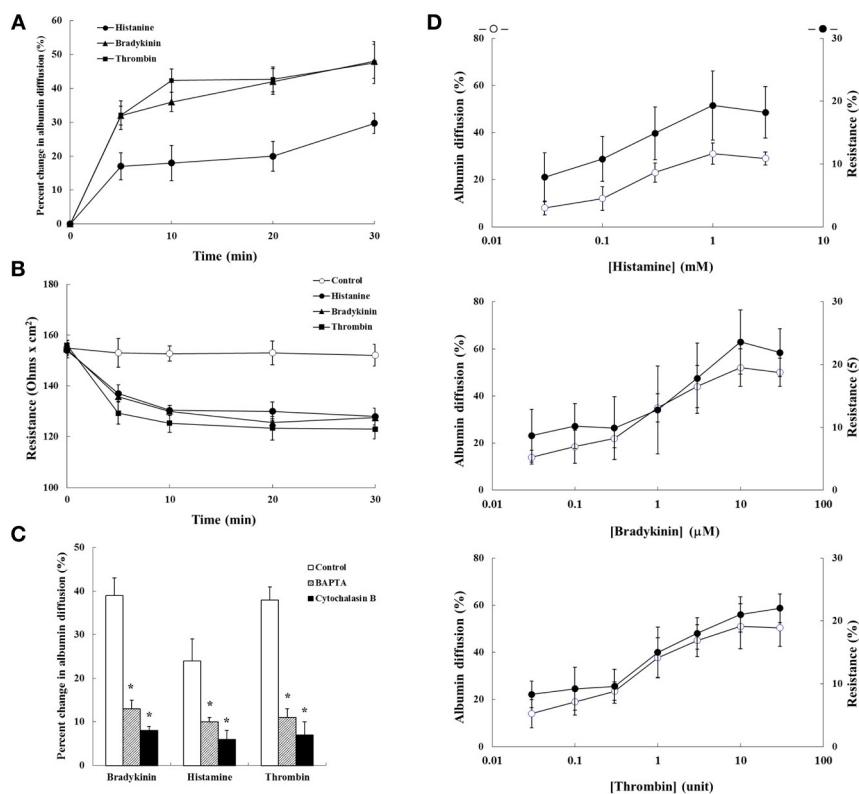 A
Histanine
Bradykinin
Thrombin
Percent change in albumin diffusion (%)
60
50
40
30
20
10
0
0 10 20 30
Time (min)
B
Control
Histanine
Bradykinin
Thrombin
Resistance (Ohms x cm2)
180
160
140
120
100
0 10 20 30
Time (min)
C
Control
BAPTA
Cytochalasin B
Percent change in albumin diffusion (%)
50
40
30
20
10
0
* * * * * *
Bradykinin Histamine Thrombin
D
Albumin diffusion (%)
80
60
40
20
0
30
20
10
0
Resistance (%)
0.01 0.1 1 10
[Histamine] (mM)
Albumin diffusion (%)
80
60
40
20
0
30
20
10
0
Resistance (5)
0.01 0.1 1 10 100
[Bradykinin] (μM)
Albumin diffusion (%)
80
60
40
20
0
30
20
10
0
Resistance (%)
0.01 0.1 1 10 100
[Thrombin] (unit)